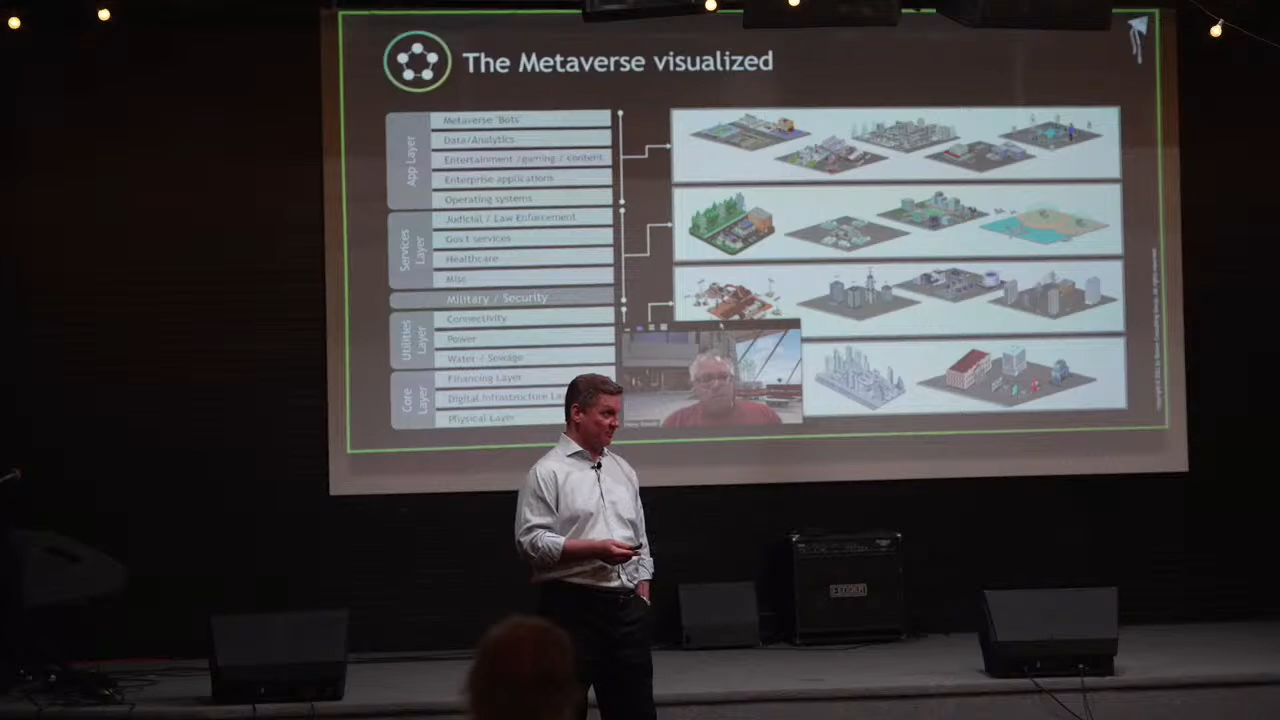 The Metaverse visualized
App Layer
Metaverse 'Bots'
Data/Analytics
Entertainment /gaming / content
Enterprise applications
Operating systems
Services Layer
Judicial / Law Enforcement
Gov't services
Healthcare
Misc
Military / Security
Utilities Layer
Connectivity
Power
Water / Sewage
Core Layer
Financing Layer
Digital Infrastructure
Physical Layer